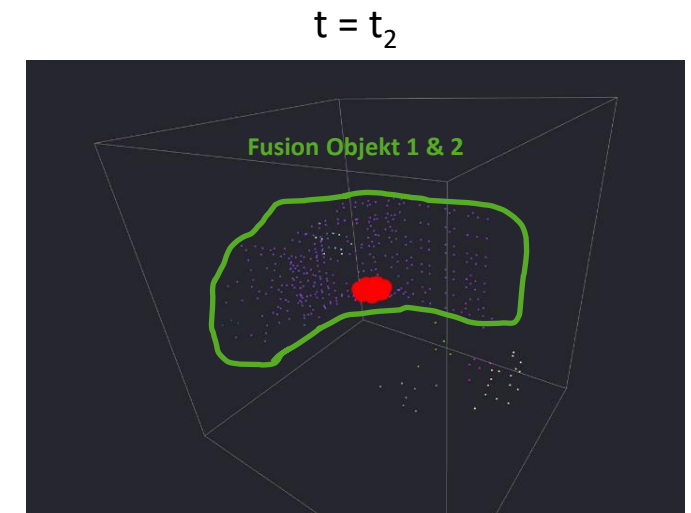 t = t₂
Fusion Objekt 1 & 2